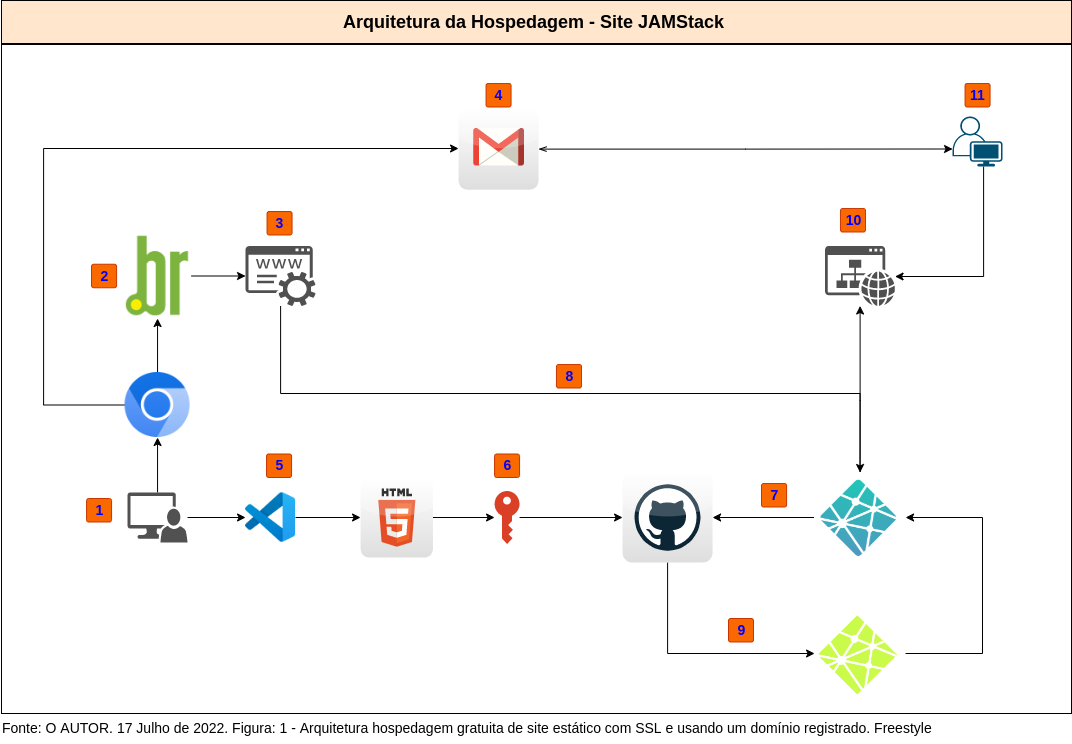 Arquitetura da Hospedagem - Site JAMStack
4
11
3
10
www
2
.br
8
5
6
1
HTML
5
7
9
Fonte: O AUTOR. 17 Julho de 2022. Figura: 1 - Arquitetura hospedagem gratuita de site estático com SSL e usando um domínio registrado. Freestyle